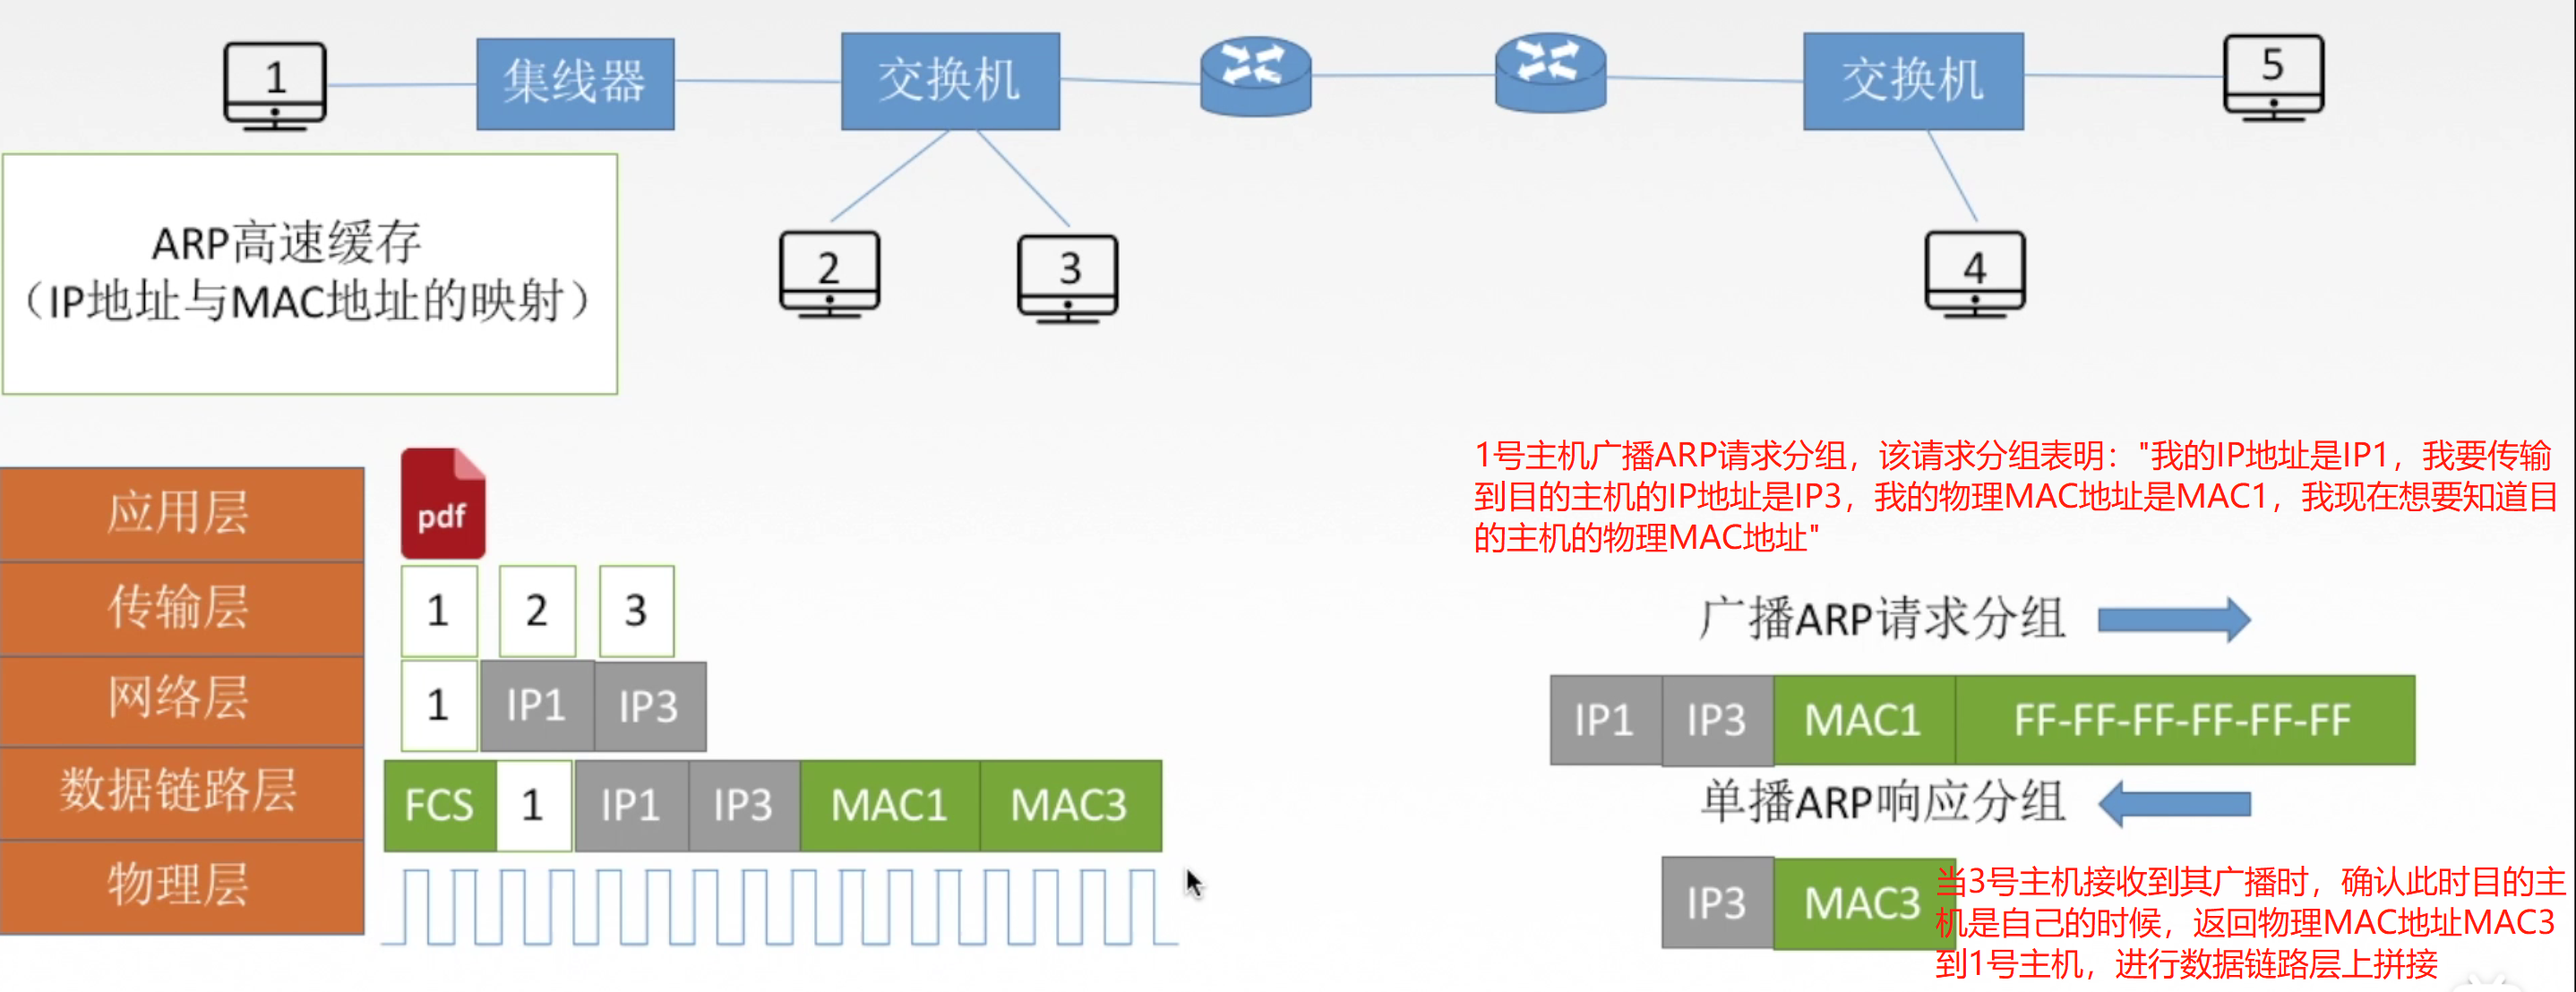 1
集线器
交换机
交换机
5
2
3
4
ARP高速缓存
（IP地址与MAC地址的映射）
1号主机广播ARP请求分组，该请求分组表明："我的IP地址是IP1，我要传输
到目的主机的IP地址是IP3，我的物理MAC地址是MAC1，我现在想要知道目
的主机的物理MAC地址"
应用层
pdf
传输层
1 2 3
网络层
1 IP1 IP3
数据链路层
FCS 1 IP1 IP3 MAC1 MAC3
物理层
广播ARP请求分组
IP1 IP3 MAC1 FF-FF-FF-FF-FF-FF
单播ARP响应分组
IP3 MAC3
当3号主机接收到其广播时，确认此时目的主
机是自己的时候，返回物理MAC地址MAC3
到1号主机，进行数据链路层上拼接